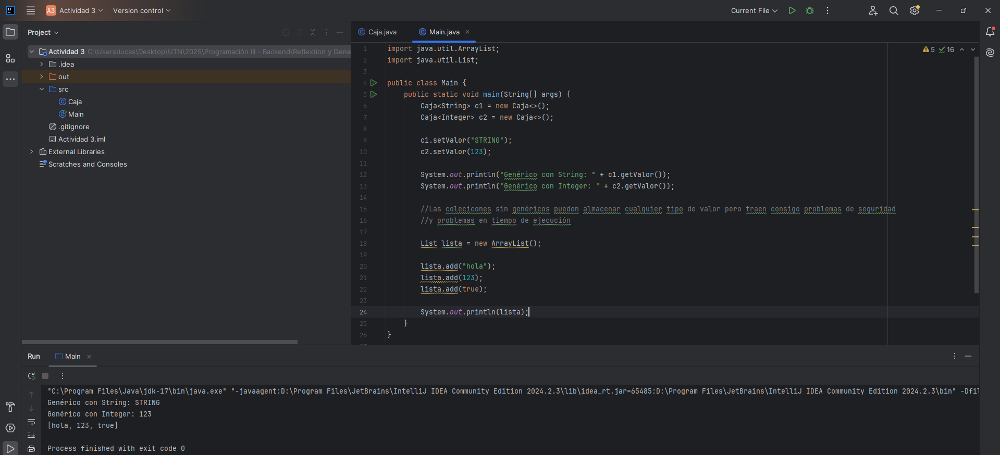 A3 Actividad 3 Version control Current File
Project
Actividad 3 C:\Users\lucas\Desktop\UTN\2025\Programación III - Backend\Reflextion y Gene
.idea
out
src
Caja
Main
.gitignore
Actividad 3.iml
External Libraries
Scratches and Consoles
Caja.java Main.java
5 16
1 import java.util.ArrayList;
2 import java.util.List;
3
4 public class Main {
5 public static void main(String[] args) {
6 Caja<String> c1 = new Caja<>();
7 Caja<Integer> c2 = new Caja<>();
8
9 c1.setValor("STRING");
10 c2.setValor(123);
11
12 System.out.println("Genérico con String: " + c1.getValor());
13 System.out.println("Genérico con Integer: " + c2.getValor());
14
15 //Las colecicones sin genéricos pueden almacenar cualquier tipo de valor pero traen consigo problemas de seguridad
16 //y problemas en tiempo de ejecución
17
18 List lista = new ArrayList();
19
20 lista.add("hola");
21 lista.add(123);
22 lista.add(true);
23
24 System.out.println(lista);
25 }
26 }
Run Main
"C:\Program Files\Java\jdk-17\bin\java.exe" "-javaagent:D:\Program Files\JetBrains\IntelliJ IDEA Community Edition 2024.2.3\lib\idea_rt.jar=65485:D:\Program Files\JetBrains\IntelliJ IDEA Community Edition 2024.2.3\bin" -Dfil
Genérico con String: STRING
Genérico con Integer: 123
[hola, 123, true]
Process finished with exit code 0